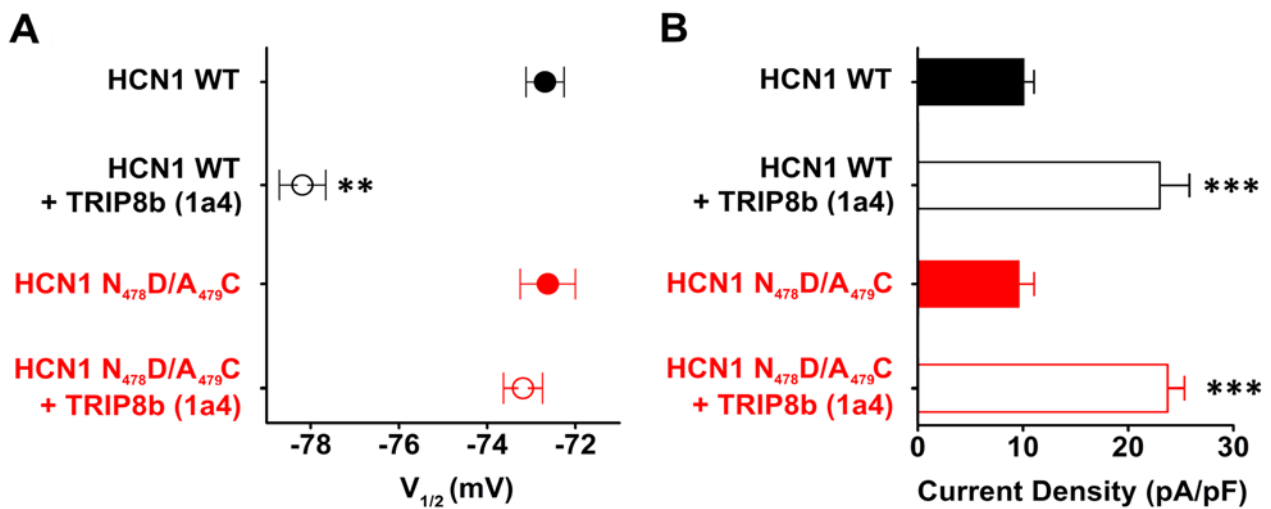 A
HCN1 WT
HCN1 WT
+ TRIP8b (1a4)
**
HCN1 N₄₇₈D/A₄₇₉C
HCN1 N₄₇₈D/A₄₇₉C
+ TRIP8b (1a4)
-78 -76 -74 -72
V₁/₂ (mV)
B
HCN1 WT
HCN1 WT
+ TRIP8b (1a4)
***
HCN1 N₄₇₈D/A₄₇₉C
HCN1 N₄₇₈D/A₄₇₉C
+ TRIP8b (1a4)
***
0 10 20 30
Current Density (pA/pF)